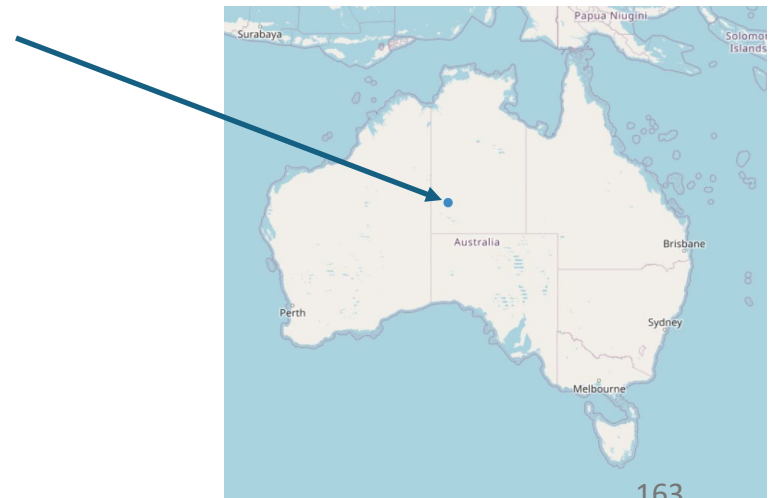 Papua Niugini
Surabaya
Solomon
Islands
Australia
Brisbane
Perth
Sydney
Melbourne
163